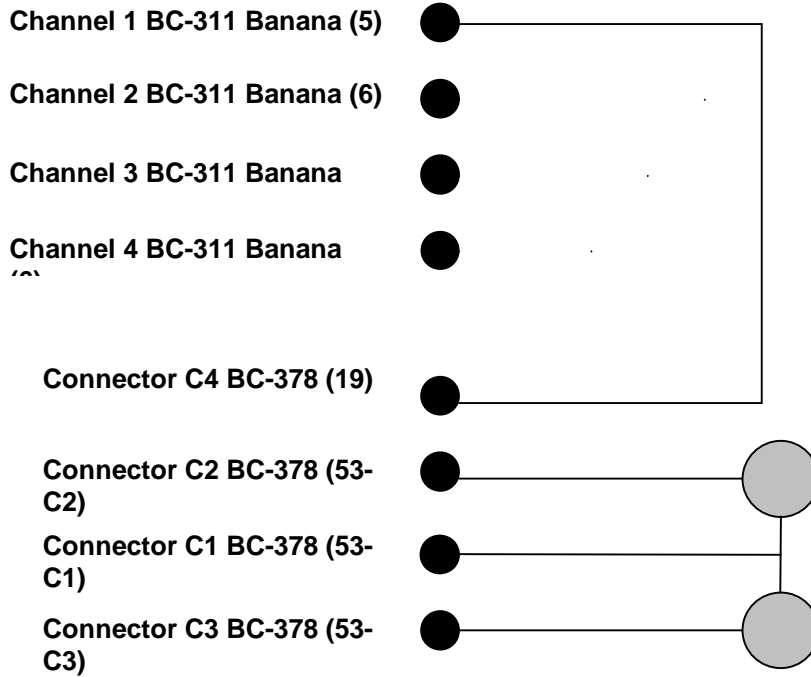 Channel 1 BC-311 Banana (5)
Channel 2 BC-311 Banana (6)
Channel 3 BC-311 Banana
Channel 4 BC-311 Banana
Connector C4 BC-378 (19)
Connector C2 BC-378 (53-
C2)
Connector C1 BC-378 (53-
C1)
Connector C3 BC-378 (53-
C3)